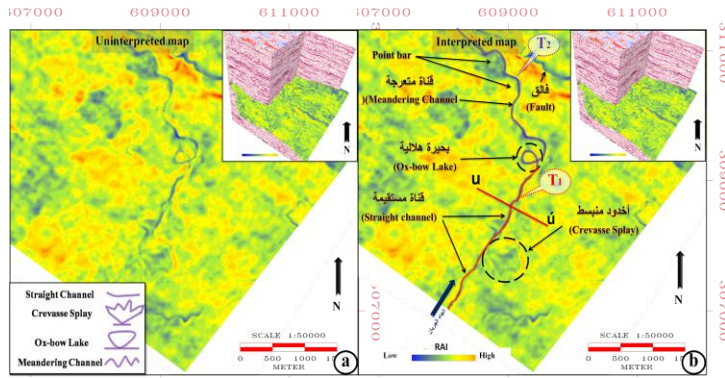 607000
609000
611000
Uninterpreted map
N
Straight Channel
Crevasse Splay
Ox-bow Lake
Meandering Channel
N
SCALE 1:50000
0 500 1000
METER
a
609000
611000
Interpreted map
T2
Point bar
قناة متعرجة
(Meandering Channel
فالق
(Fault)
N
بحيرة هلالية
(Ox-bow Lake)
T1
u
قناة مستقيمة
(Straight channel)
ú
أخدود منبسط
(Crevasse Splay)
N
RAI
Low
High
SCALE 1:50000
0 500 1000
METER
b